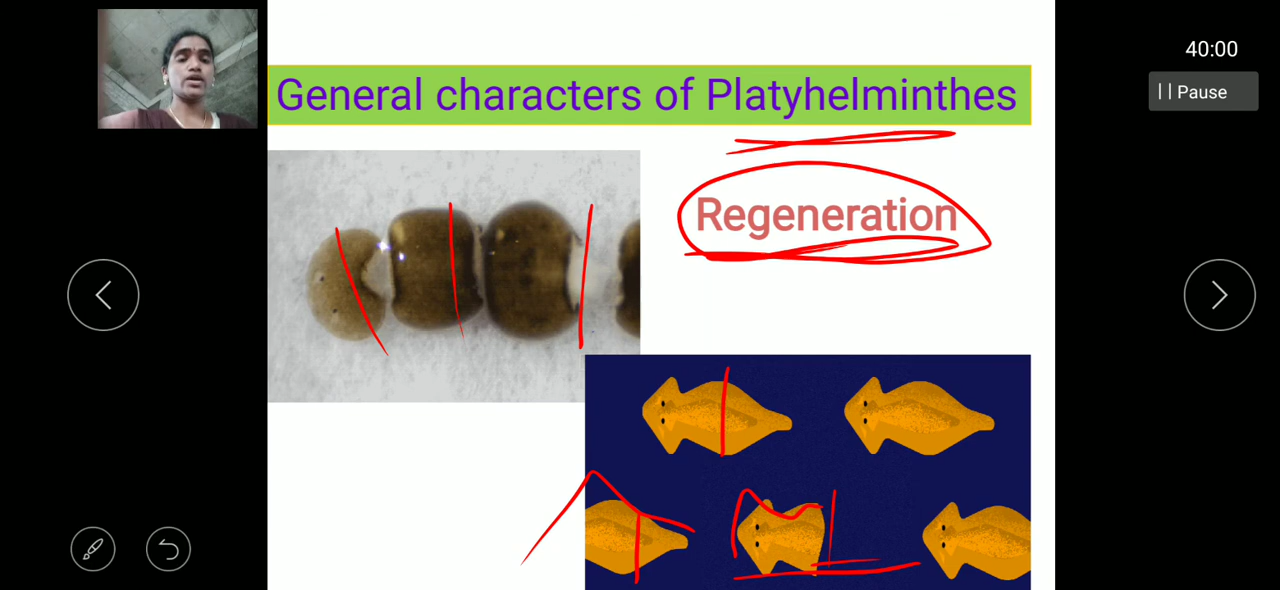 General characters of Platyhelminthes
40:00
Pause
Regeneration